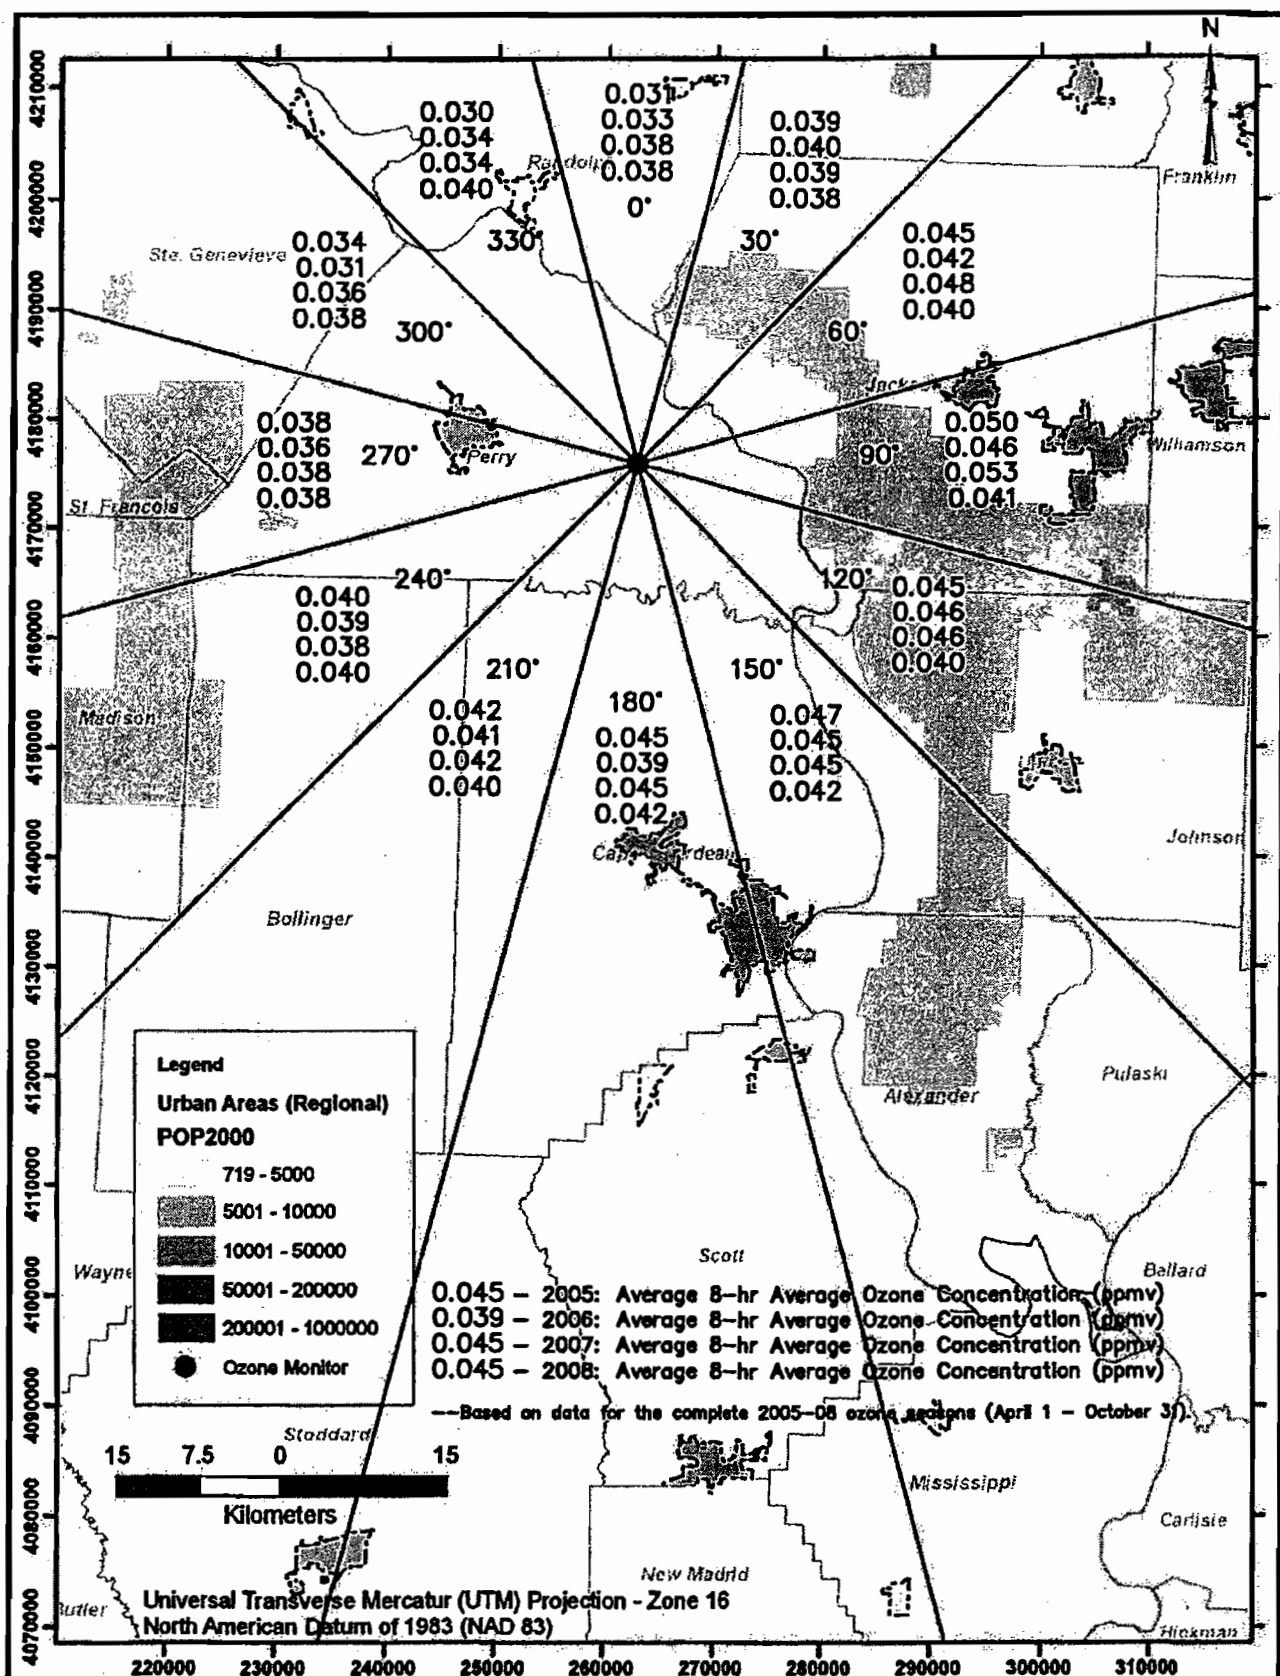 N
0.031
0.033
0.038
0.038
0°
0.030
0.034
0.034
0.040
330°
0.039
0.040
0.039
0.038
30°
Franklin
Ste. Genevieve
0.034
0.031
0.036
0.038
300°
0.045
0.042
0.048
0.040
60°
0.038
0.036
0.038
0.038
270°
Perry
90°
0.050
0.046
0.053
0.041
Williamson
St. Francois
240°
0.040
0.039
0.038
0.040
120°
0.045
0.046
0.046
0.040
210°
0.042
0.041
0.042
0.040
180°
0.045
0.039
0.045
0.042
150°
0.047
0.045
0.045
0.042
Madison
Johnson
Bollinger
Pulaski
Alexander
Legend
Urban Areas (Regional)
POP2000
719 - 5000
5001 - 10000
10001 - 50000
50001 - 200000
200001 - 1000000
Ozone Monitor
Wayne
Scott
Ballard
0.045 - 2005: Average 8-hr Average Ozone Concentration (ppmv)
0.039 - 2006: Average 8-hr Average Ozone Concentration (ppmv)
0.045 - 2007: Average 8-hr Average Ozone Concentration (ppmv)
0.045 - 2008: Average 8-hr Average Ozone Concentration (ppmv)
--Based on data for the complete 2005-08 ozone seasons (April 1 - October 31).
Stoddard
15 7.5 0 15
Kilometers
Mississippi
Carlisle
New Madrid
Butler
Hickman
Universal Transverse Mercatur (UTM) Projection - Zone 16
North American Datum of 1983 (NAD 83)
4210000
4200000
4190000
4180000
4170000
4160000
4150000
4140000
4130000
4120000
4110000
4100000
4090000
4080000
4070000
220000 230000 240000 250000 260000 270000 280000 290000 300000 310000